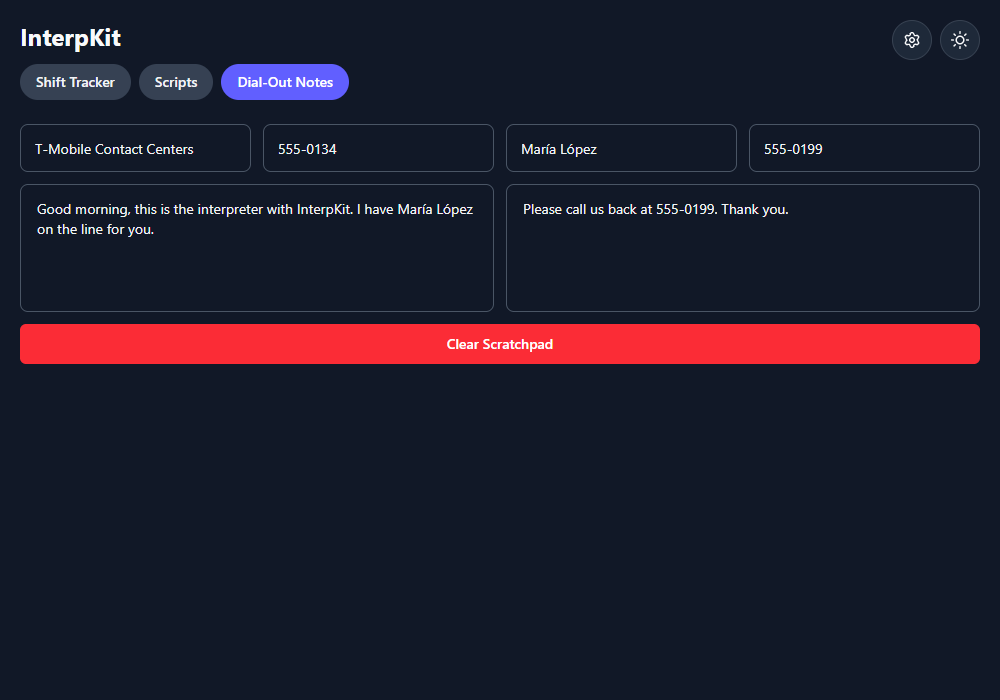 InterpKit
Shift Tracker
Scripts
Dial-Out Notes
T-Mobile Contact Centers
555-0134
María López
555-0199
Good morning, this is the interpreter with InterpKit. I have María López
on the line for you.
Please call us back at 555-0199. Thank you.
Clear Scratchpad